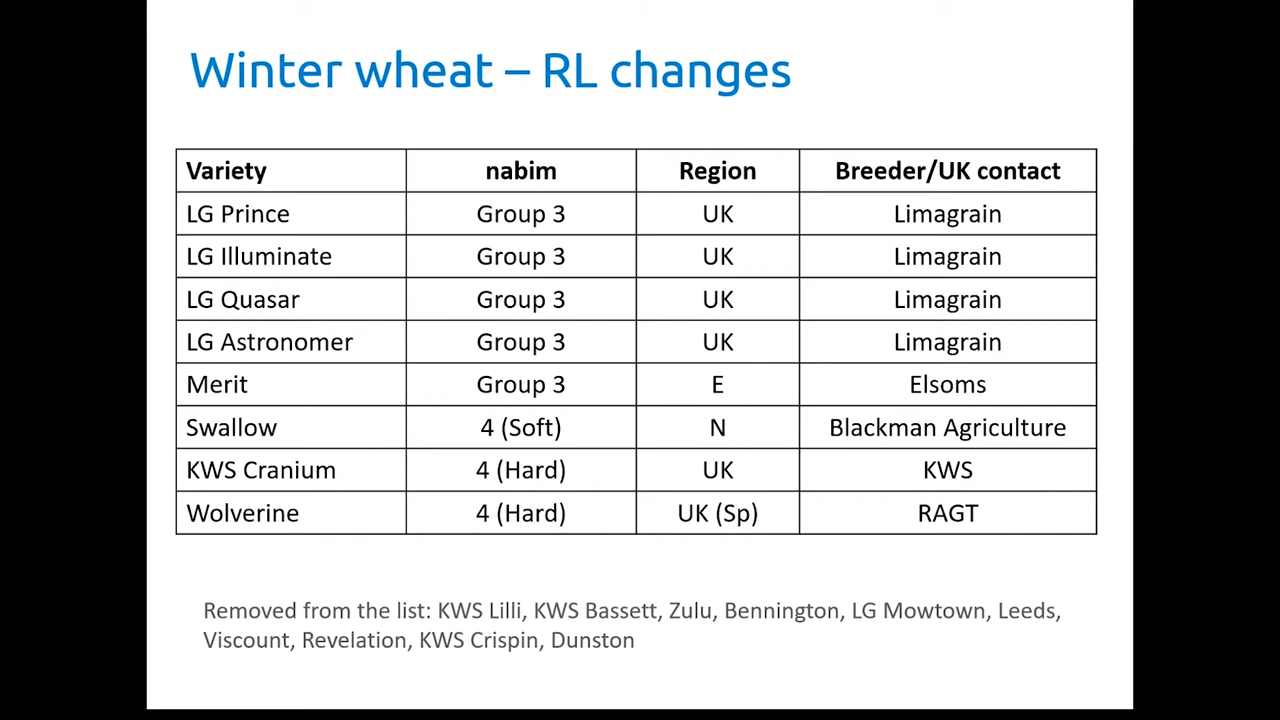 Winter wheat – RL changes
Variety nabim Region Breeder/UK contact
LG Prince Group 3 UK Limagrain
LG Illuminate Group 3 UK Limagrain
LG Quasar Group 3 UK Limagrain
LG Astronomer Group 3 UK Limagrain
Merit Group 3 E Elsoms
Swallow 4 (Soft) N Blackman Agriculture
KWS Cranium 4 (Hard) UK KWS
Wolverine 4 (Hard) UK (Sp) RAGT
Removed from the list: KWS Lilli, KWS Bassett, Zulu, Bennington, LG Mowtown, Leeds,
Viscount, Revelation, KWS Crispin, Dunston